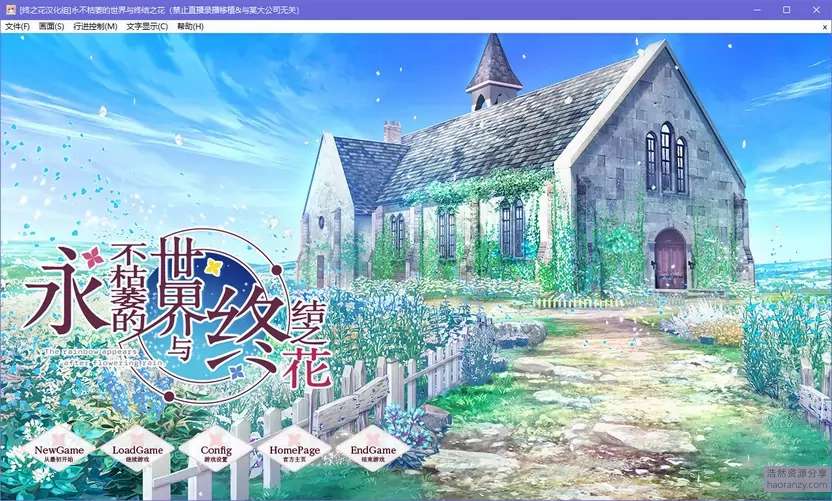 [终之花汉化组]永不枯萎的世界与终结之花（禁止直播录播移植&与某大公司无关）
文件(F) 画面(S) 行进控制(M) 文字显示(C) 帮助(H)
永不枯萎的世界与终结之花
The rainbow appears
after flowering rain.
NewGame LoadGame Config HomePage EndGame
从最初开始 继续游戏 游戏设置 官方主页 结束游戏
浩然资源分享
haoranzy.com